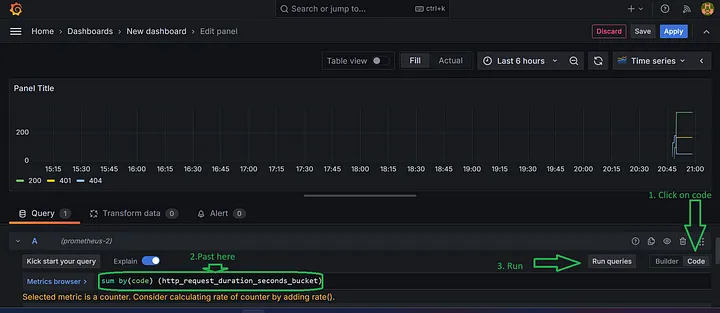 Search or jump to... ctrl+k
Home > Dashboards > New dashboard > Edit panel Discard Save Apply
Table view Fill Actual Last 6 hours Time series
Panel Title
200
0
15:15 15:30 15:45 16:00 16:15 16:30 16:45 17:00 17:15 17:30 17:45 18:00 18:15 18:30 18:45 19:00 19:15 19:30 19:45 20:00 20:15 20:30 20:45 21:00
200 401 404
1. Click on code
Query 1 Transform data 0 Alert 0
A (prometheus-2)
2.Past here
3. Run
Kick start your query Explain Run queries Builder Code
Metrics browser > sum by(code) (http_request_duration_seconds_bucket)
Selected metric is a counter. Consider calculating rate of counter by adding rate().